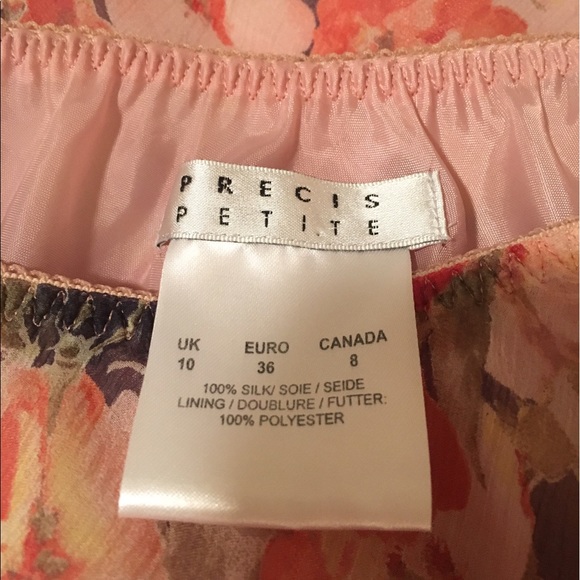 PRECIS
PETITE
UK EURO CANADA
10 36 8
100% SILK/ SOIE / SEIDE
LINING / DOUBLURE / FUTTER:
100% POLYESTER